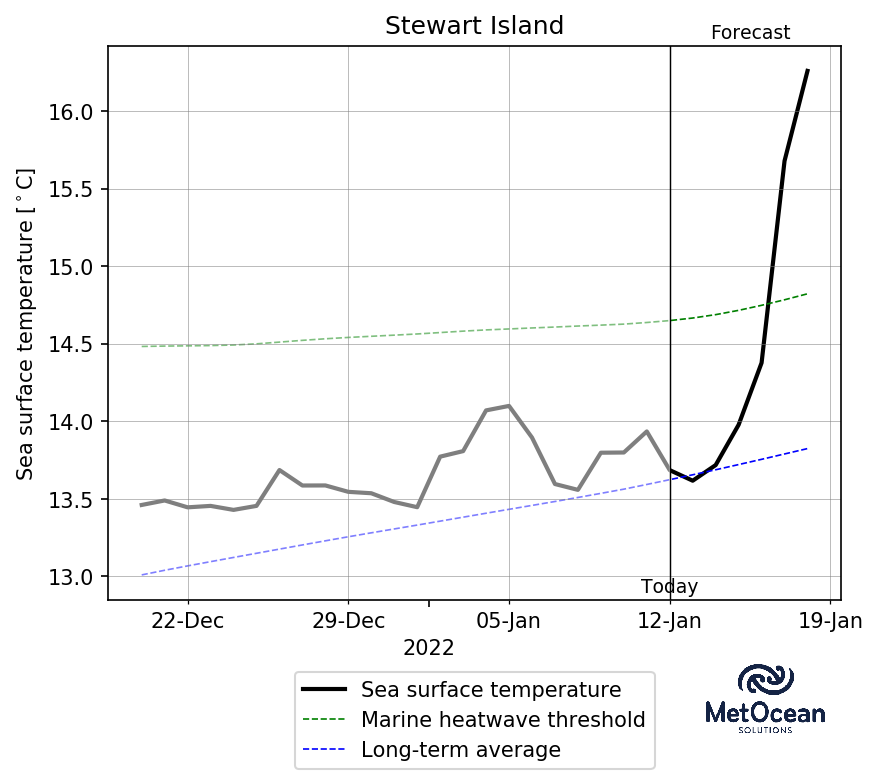 Stewart Island
Forecast
16.0
15.5
15.0
14.5
14.0
13.5
13.0
Sea surface temperature [°C]
Today
22-Dec 29-Dec 05-Jan 12-Jan 19-Jan
2022
Sea surface temperature
Marine heatwave threshold
Long-term average
MetOcean
SOLUTIONS